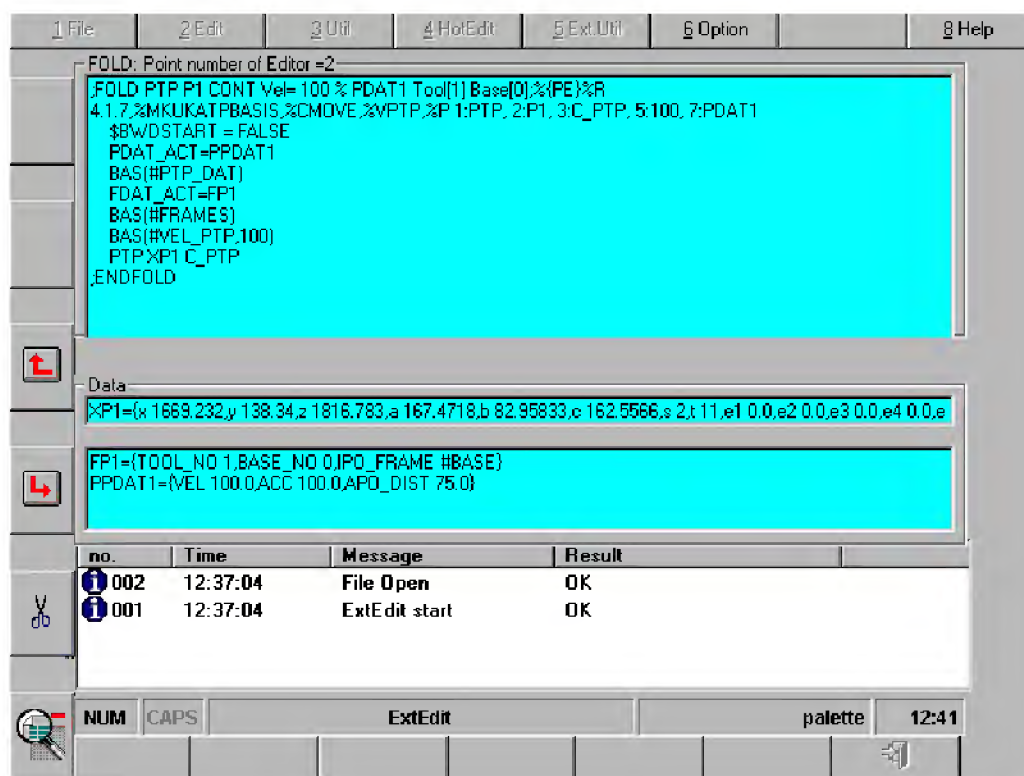 1 File 2 Edit 3 Util 4 HotEdit 5 Ext.Util 6 Option 8 Help
FOLD: Point number of Editor =2
;FOLD PTP P1 CONT Vel= 100 % PDAT1 Tool[1] Base[0];%{PE}%R
4.1.7,%MKUKATPBASIS,%CMOVE,%VPTP,%P 1:PTP, 2:P1, 3:C_PTP, 5:100, 7:PDAT1
$BWDSTART = FALSE
PDAT_ACT=PPDAT1
BAS(#PTP_DAT)
FDAT_ACT=FP1
BAS(#FRAMES)
BAS(#VEL_PTP,100)
PTP XP1 C_PTP
;ENDFOLD
Data
XP1={x 1669.232,y 138.34,z 1816.783,a 167.4718,b 82.95833,c 162.5566,s 2,t 11,e1 0.0,e2 0.0,e3 0.0,e4 0.0,e
FP1={TOOL_NO 1,BASE_NO 0,IPO_FRAME #BASE}
PPDAT1={VEL 100.0,ACC 100.0,APO_DIST 75.0}
no. Time Message Result
002 12:37:04 File Open OK
001 12:37:04 ExtEdit start OK
NUM CAPS ExtEdit palette 12:41